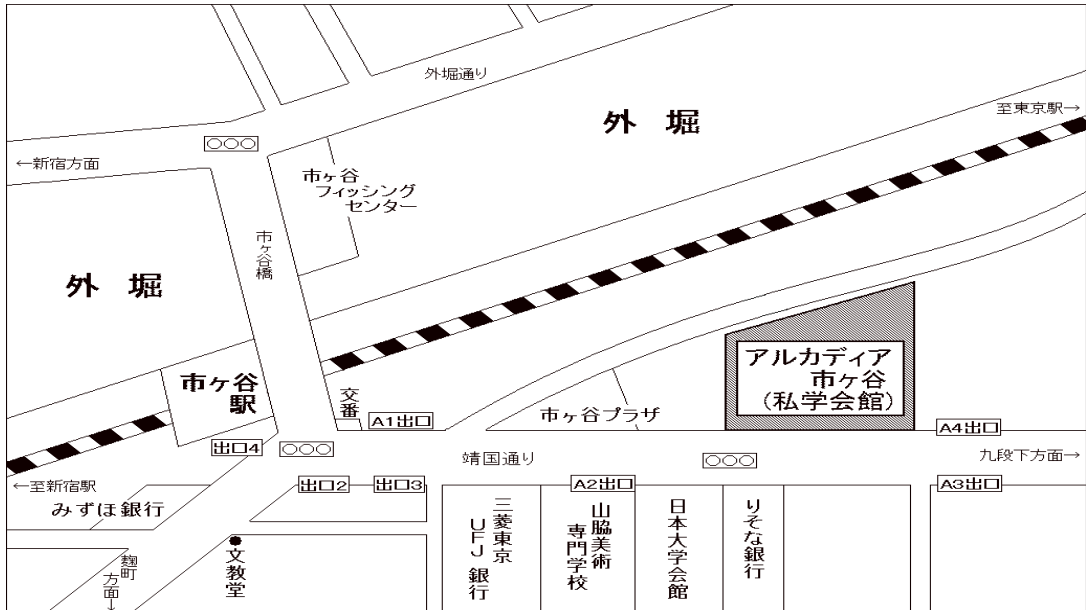 外堀通り
外 堀
至東京駅→
←新宿方面
市ヶ谷
フィッシング
センター
市ヶ谷橋
外 堀
アルカディア
市ヶ谷
(私学会館)
市ヶ谷
駅
交番
A1出口
市ヶ谷プラザ
A4出口
出口4
靖国通り
九段下方面→
←至新宿駅
出口2
出口3
A2出口
A3出口
みずほ銀行
三菱東京
UFJ 銀行
山脇美術
専門学校
日本大学会館
りそな銀行
文教堂
麹町
方面→